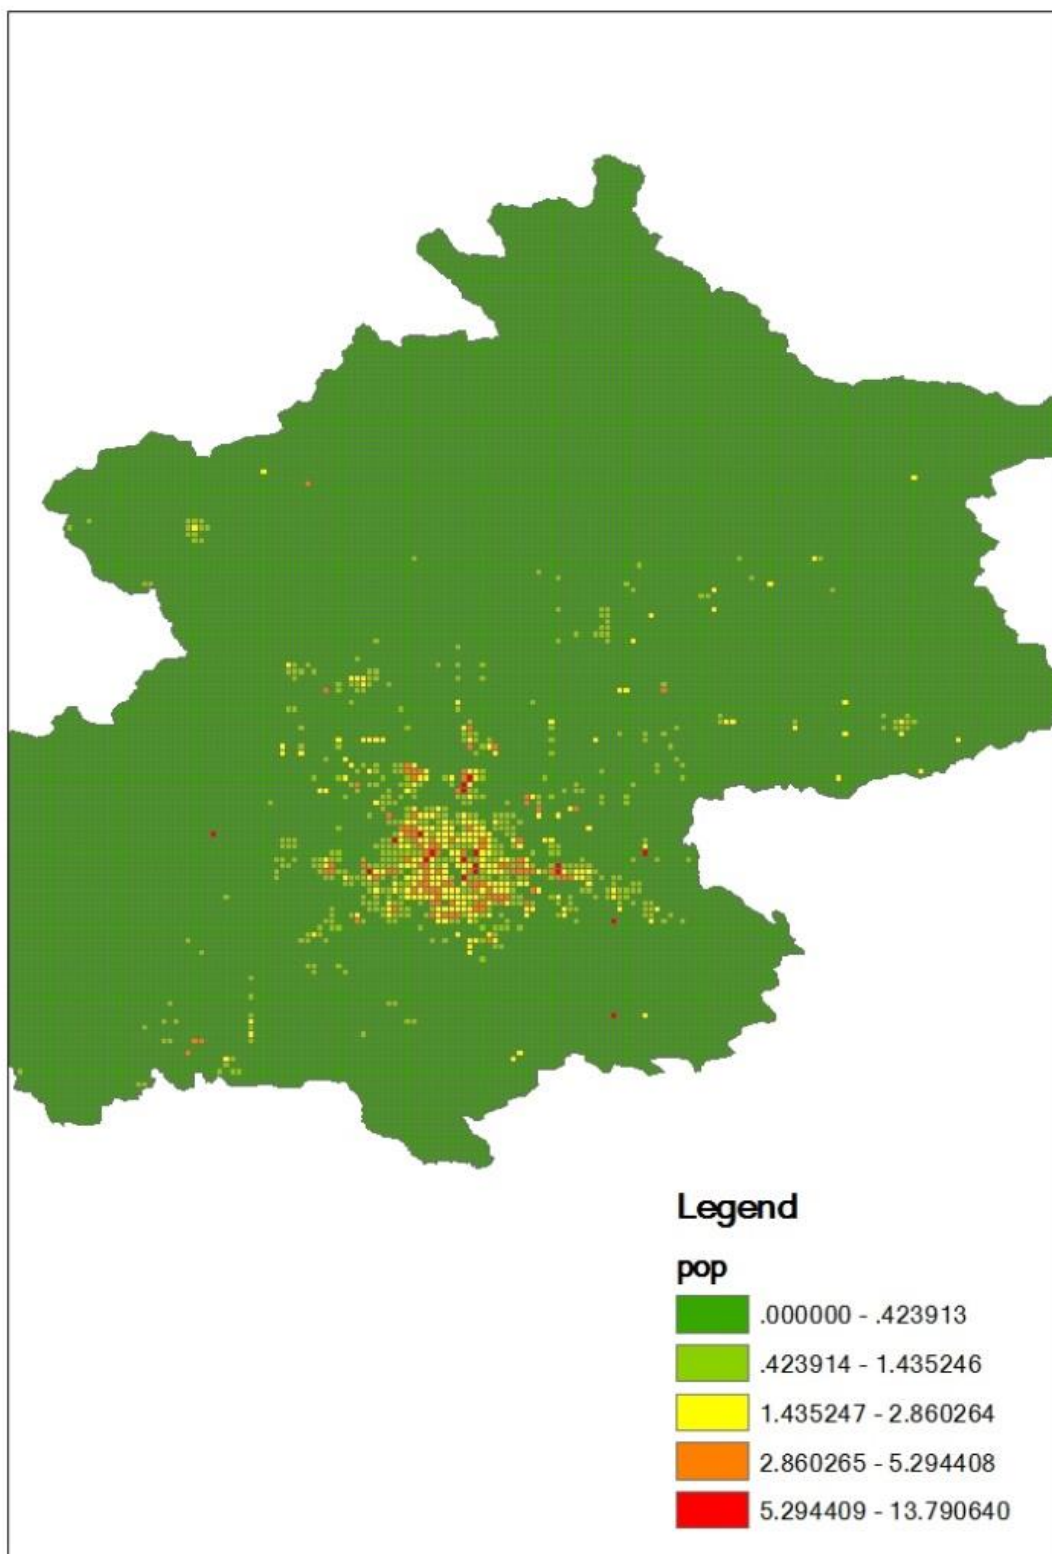 Legend
pop
.000000 - .423913
.423914 - 1.435246
1.435247 - 2.860264
2.860265 - 5.294408
5.294409 - 13.790640